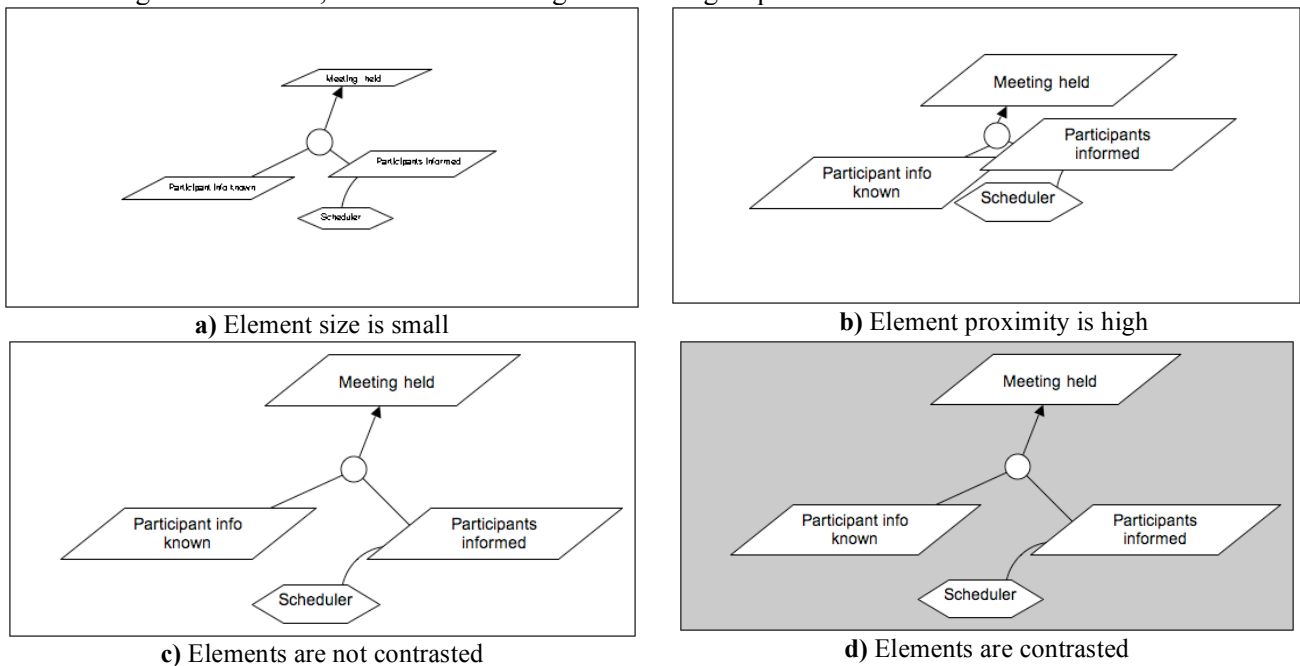 Meeting held
Participants informed
Participant info known
Scheduler
a) Element size is small
Meeting held
Participants
informed
Participant info
known
Scheduler
b) Element proximity is high
Meeting held
Participant info
known
Participants
informed
Scheduler
c) Elements are not contrasted
Meeting held
Participant info
known
Participants
informed
Scheduler
d) Elements are contrasted